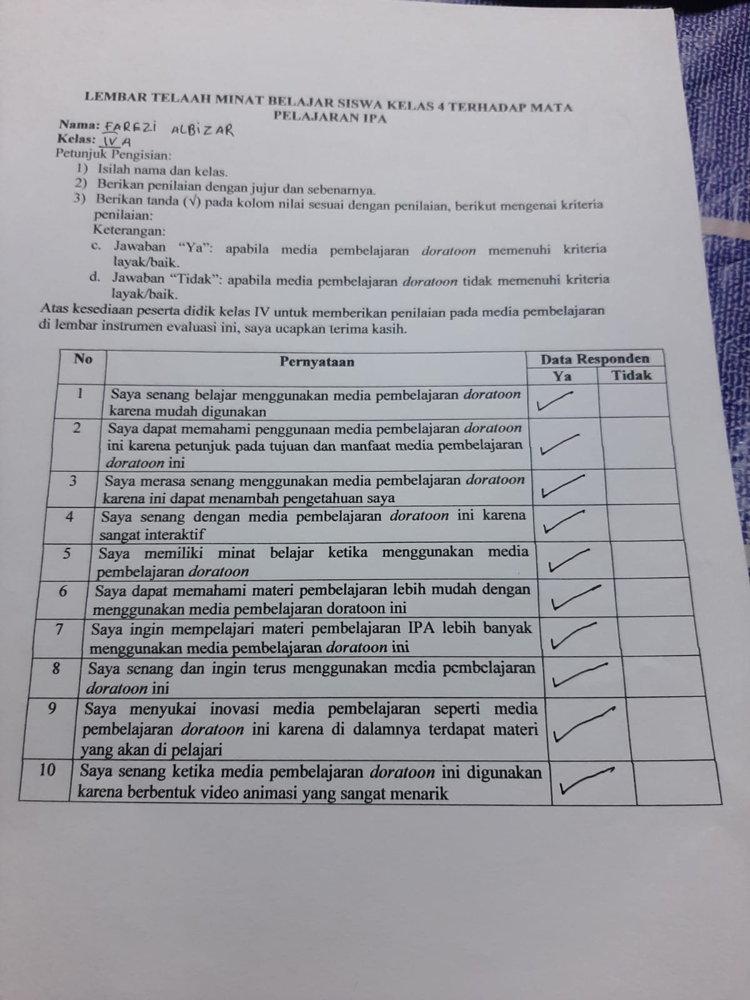 LEMBAR TELAAH MINAT BELAJAR SISWA KELAS 4 TERHADAP MATA
PELAJARAN IPA
Nama: FAREZI ALBIZAR
Kelas: IV A
Petunjuk Pengisian:
1) Isilah nama dan kelas.
2) Berikan penilaian dengan jujur dan sebenarnya.
3) Berikan tanda (√) pada kolom nilai sesuai dengan penilaian, berikut mengenai kriteria
penilaian:
Keterangan:
c. Jawaban “Ya”: apabila media pembelajaran doratoon memenuhi kriteria
layak/baik.
d. Jawaban “Tidak”: apabila media pembelajaran doratoon tidak memenuhi kriteria
layak/baik.
Atas kesediaan peserta didik kelas IV untuk memberikan penilaian pada media pembelajaran
di lembar instrumen evaluasi ini, saya ucapkan terima kasih.
No Pernyataan Data Responden
Ya Tidak
1 Saya senang belajar menggunakan media pembelajaran doratoon ✓
karena mudah digunakan
2 Saya dapat memahami penggunaan media pembelajaran doratoon
ini karena petunjuk pada tujuan dan manfaat media pembelajaran ✓
doratoon ini
3 Saya merasa senang menggunakan media pembelajaran doratoon ✓
karena ini dapat menambah pengetahuan saya
4 Saya senang dengan media pembelajaran doratoon ini karena ✓
sangat interaktif
5 Saya memiliki minat belajar ketika menggunakan media ✓
pembelajaran doratoon
6 Saya dapat memahami materi pembelajaran lebih mudah dengan ✓
menggunakan media pembelajaran doratoon ini
7 Saya ingin mempelajari materi pembelajaran IPA lebih banyak ✓
menggunakan media pembelajaran doratoon ini
8 Saya senang dan ingin terus menggunakan media pembelajaran ✓
doratoon ini
9 Saya menyukai inovasi media pembelajaran seperti media
pembelajaran doratoon ini karena di dalamnya terdapat materi ✓
yang akan di pelajari
10 Saya senang ketika media pembelajaran doratoon ini digunakan ✓
karena berbentuk video animasi yang sangat menarik